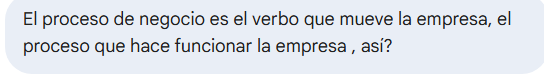 El proceso de negocio es el verbo que mueve la empresa, el
proceso que hace funcionar la empresa , así?